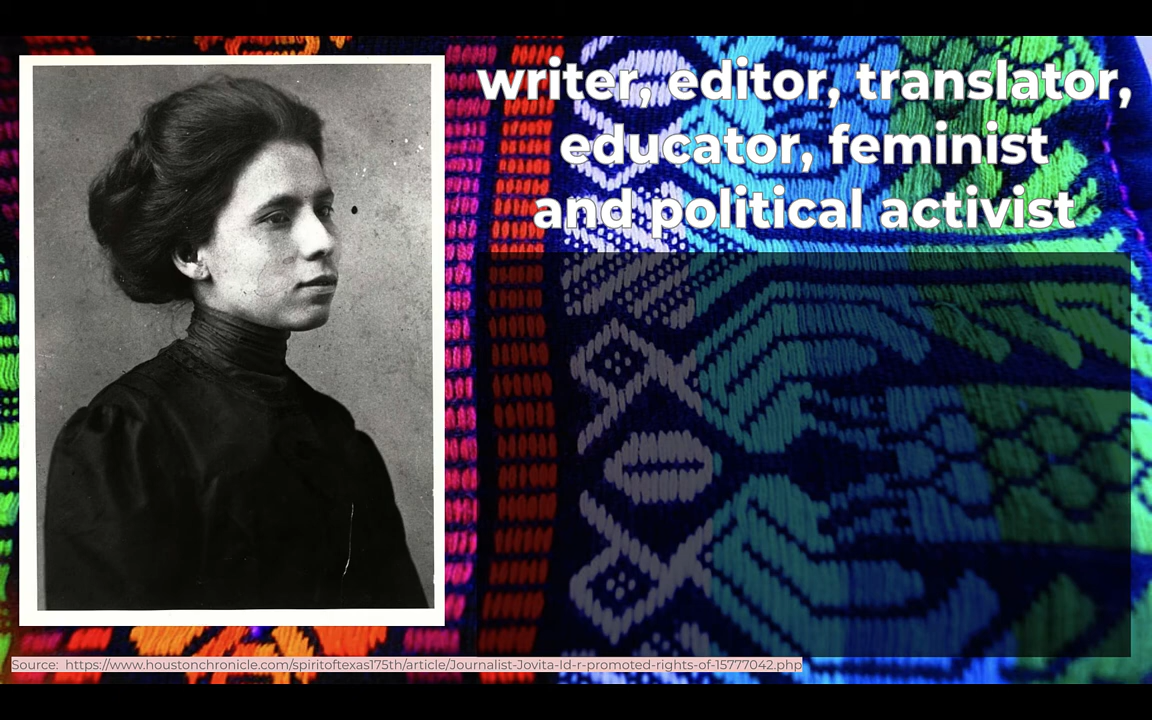 writer, editor, translator,
educator, feminist
and political activist
Source: https://www.houstonchronicle.com/spiritoftexas175th/article/Journalist-Jovita-Id-r-promoted-rights-of-15777042.php